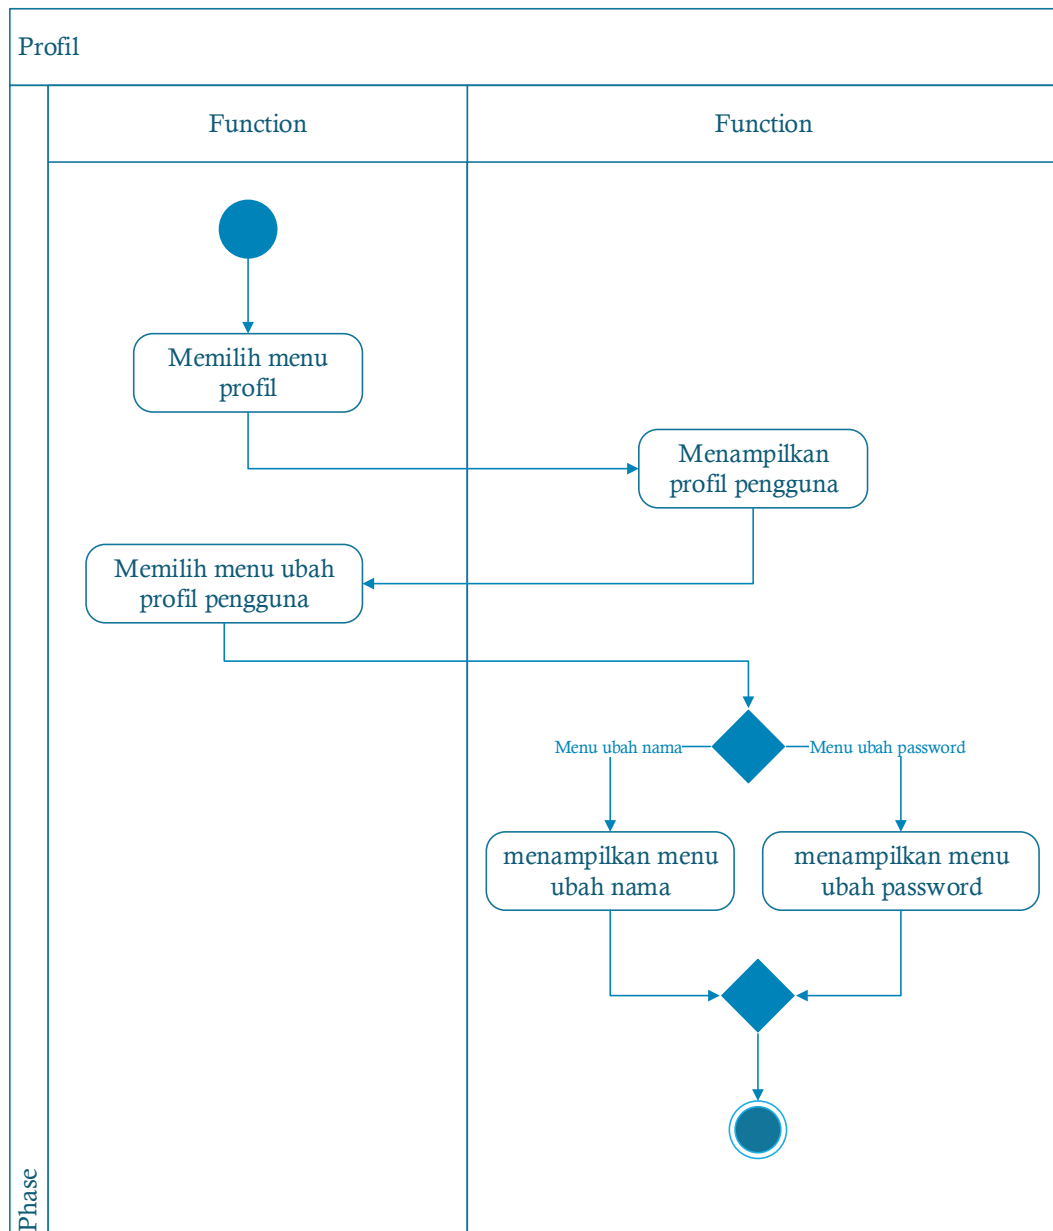 Profil
Function
Function
Memilih menu
profil
Menampilkan
profil pengguna
Memilih menu ubah
profil pengguna
Menu ubah nama
Menu ubah password
menampilkan menu
ubah nama
menampilkan menu
ubah password
Phase